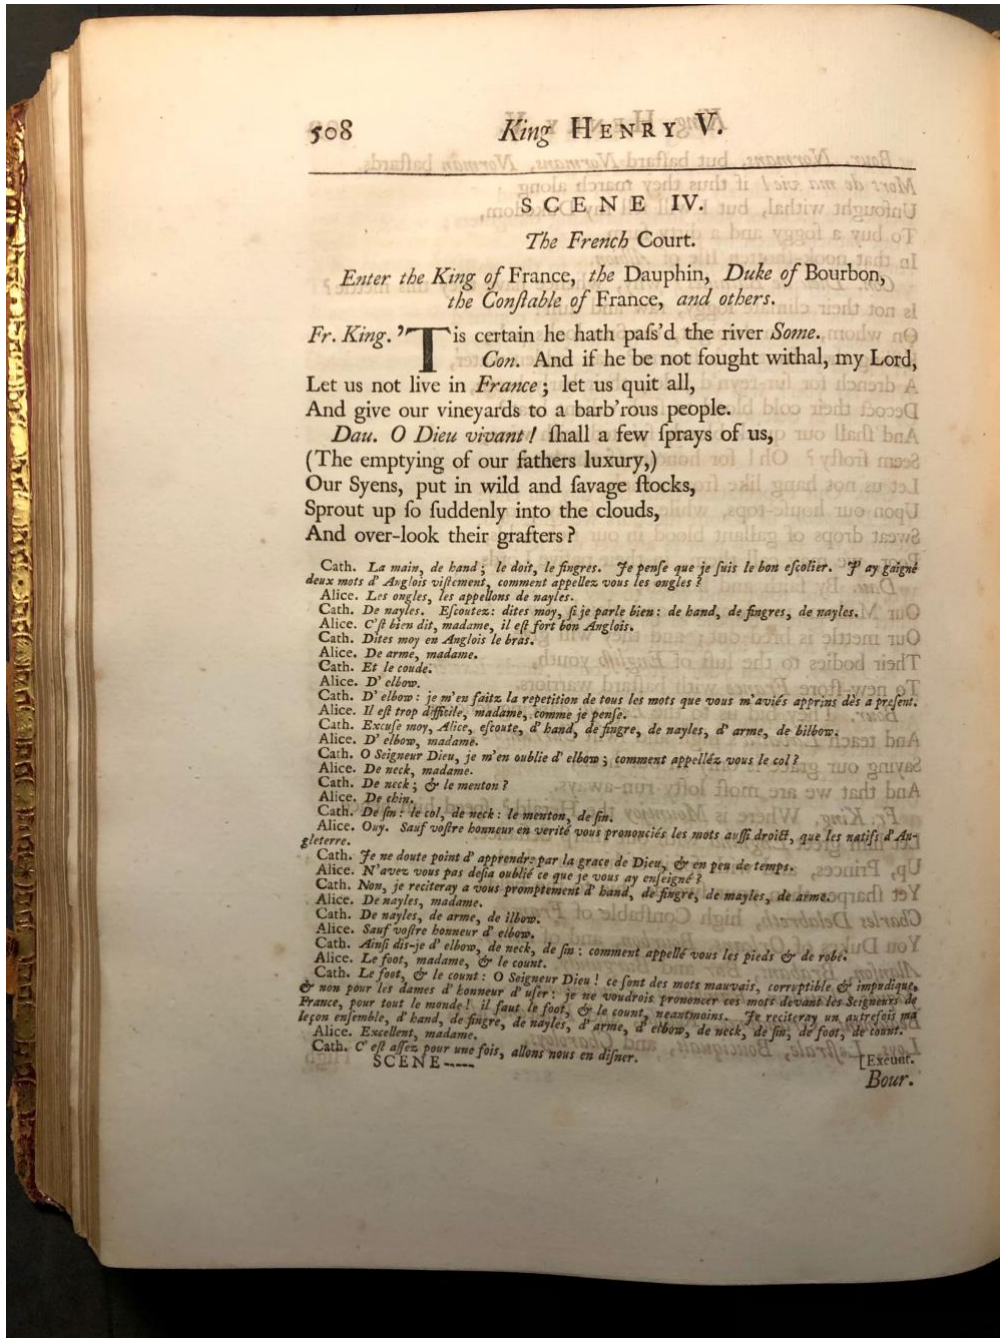 508 King HENRY V.
SCENE IV.
The French Court.
Enter the King of France, the Dauphin, Duke of Bourbon,
the Conſtable of France, and others.
Fr. King. 'TIs certain he hath paſs'd the river Some.
Con. And if he be not fought withal, my Lord,
Let us not live in France; let us quit all,
And give our vineyards to a barb'rous people.
Dau. O Dieu vivant! ſhall a few ſprays of us,
(The emptying of our fathers luxury,)
Our Syens, put in wild and ſavage ſtocks,
Sprout up ſo ſuddenly into the clouds,
And over-look their grafters?
Cath. La main, de hand; le doit, le fingres. Je penſe que je ſuis le bon eſcolier. J'ay gaigné
deux mots d'Anglois viſtement, comment appellez vous les ongles?
Alice. Les ongles, les appellons de nayles.
Cath. De nayles. Eſcoutez: dites moy, ſi je parle bien: de hand, de fingres, de nayles.
Alice. C'ſt bien dit, madame, il eſt fort bon Anglois.
Cath. Dites moy en Anglois le bras.
Alice. De arme, madame.
Cath. Et le coude.
Alice. D'elbow.
Cath. D'elbow: je m'en faitz la repetition de tous les mots que vous m'aviés apprins dès a preſent.
Alice. Il eſt trop difficile, madame, comme je penſe.
Cath. Excuſe moy, Alice, eſcoute, d'hand, de fingre, de nayles, d'arme, de bilbow.
Alice. D'elbow, madame.
Cath. O Seigneur Dieu, je m'en oublie d'elbow; comment appelléz vous le col?
Alice. De neck, madame.
Cath. De neck; & le menton?
Alice. De chin.
Cath. De ſin: le col, de neck: le menton, de ſin.
Alice. Ouy. Sauf voſtre honneur en verité vous prononciés les mots auſſi droict, que les natifs d'An-
gleterre.
Cath. Je ne doute point d'apprendre par la grace de Dieu, & en peu de temps.
Alice. N'avez vous pas deſia oublié ce que je vous ay enſeigné?
Cath. Non, je reciteray a vous promptement d'hand, de fingre, de mayles, de arme.
Alice. De nayles, madame.
Cath. De nayles, de arme, de ilbow.
Alice. Sauf voſtre honneur d'elbow.
Cath. Ainſi dis-je d'elbow, de neck, de ſin: comment appellé vous les pieds & de robe.
Alice. Le foot, madame, & le count.
Cath. Le foot, & le count: O Seigneur Dieu! ce ſont des mots mauvais, corruptible & impudique,
& non pour les dames d'honneur d'uſer: je ne voudrois prononcer ces mots devant les Seigneurs de
France, pour tout le monde! il faut le foot, & le count, neantmoins. Je reciteray un autrefois ma
leçon enſemble, d'hand, de fingre, de nayles, d'arme, d'elbow, de neck, de ſin, de foot, de count.
Alice. Excellent, madame.
Cath. C'eſt aſſez pour une fois, allons nous en diſner.
SCENE----- [Exeunt.
Bour.